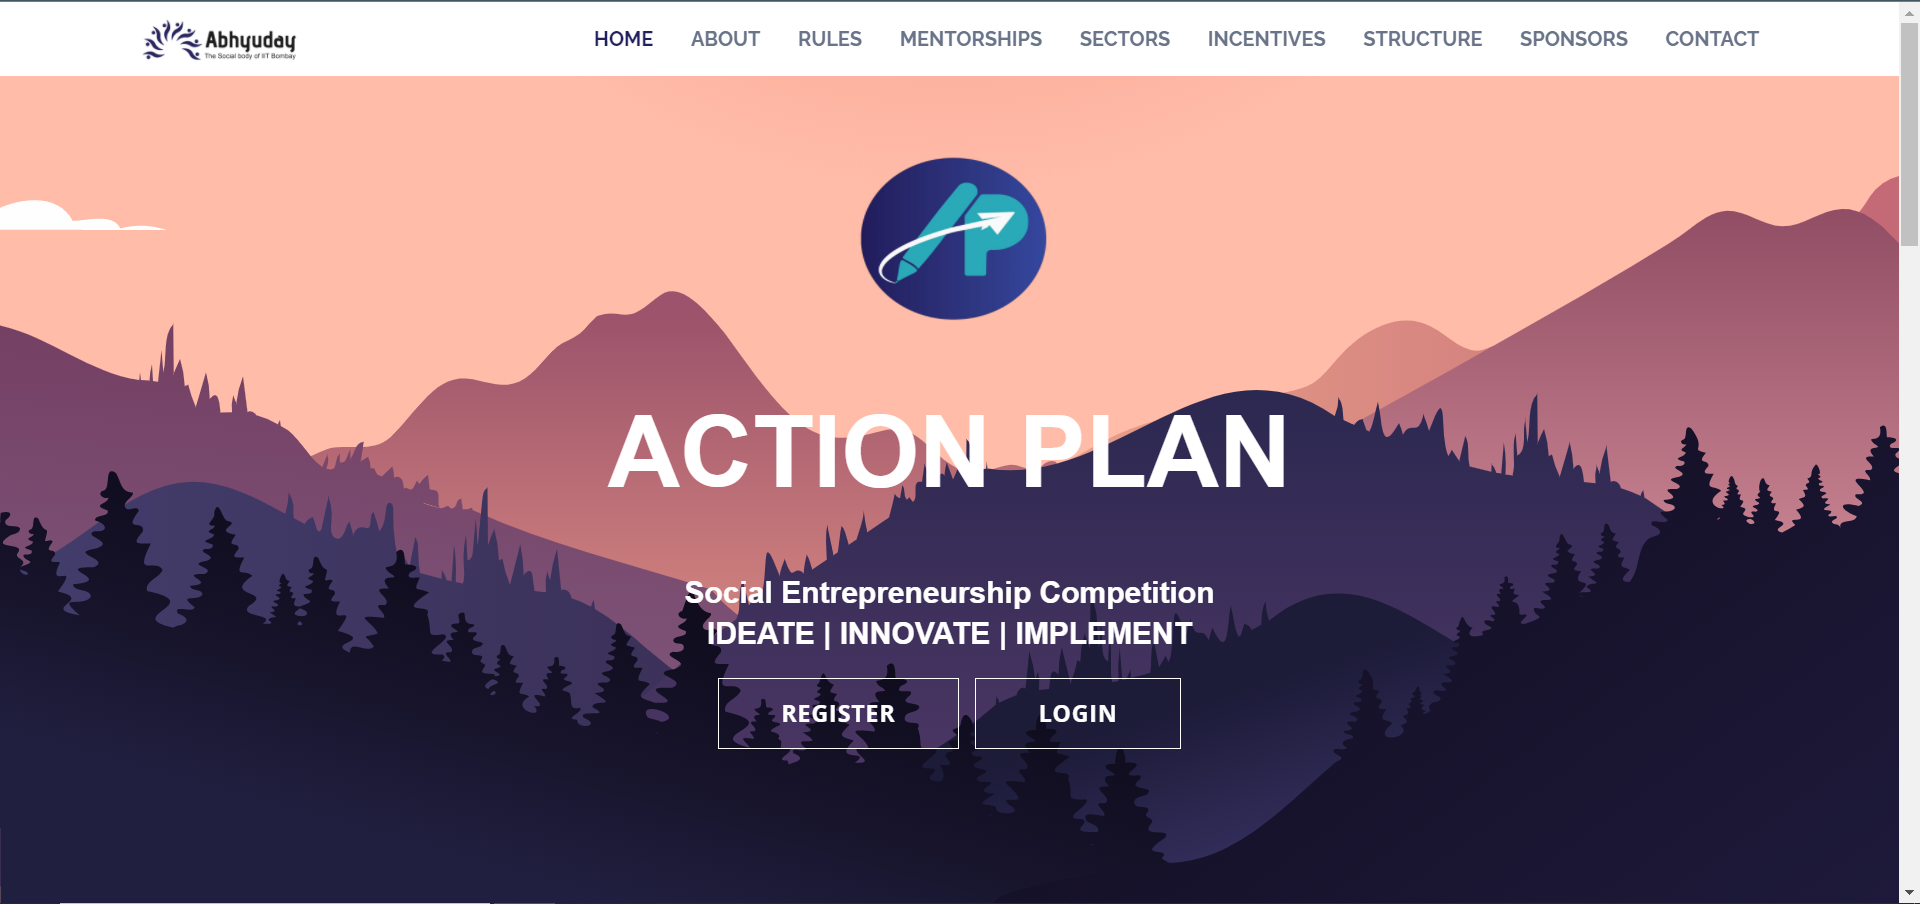 Abhyuday
The Social body of IIT Bombay
HOME ABOUT RULES MENTORSHIPS SECTORS INCENTIVES STRUCTURE SPONSORS CONTACT
AP
ACTION PLAN
Social Entrepreneurship Competition
IDEATE | INNOVATE | IMPLEMENT
REGISTER LOGIN